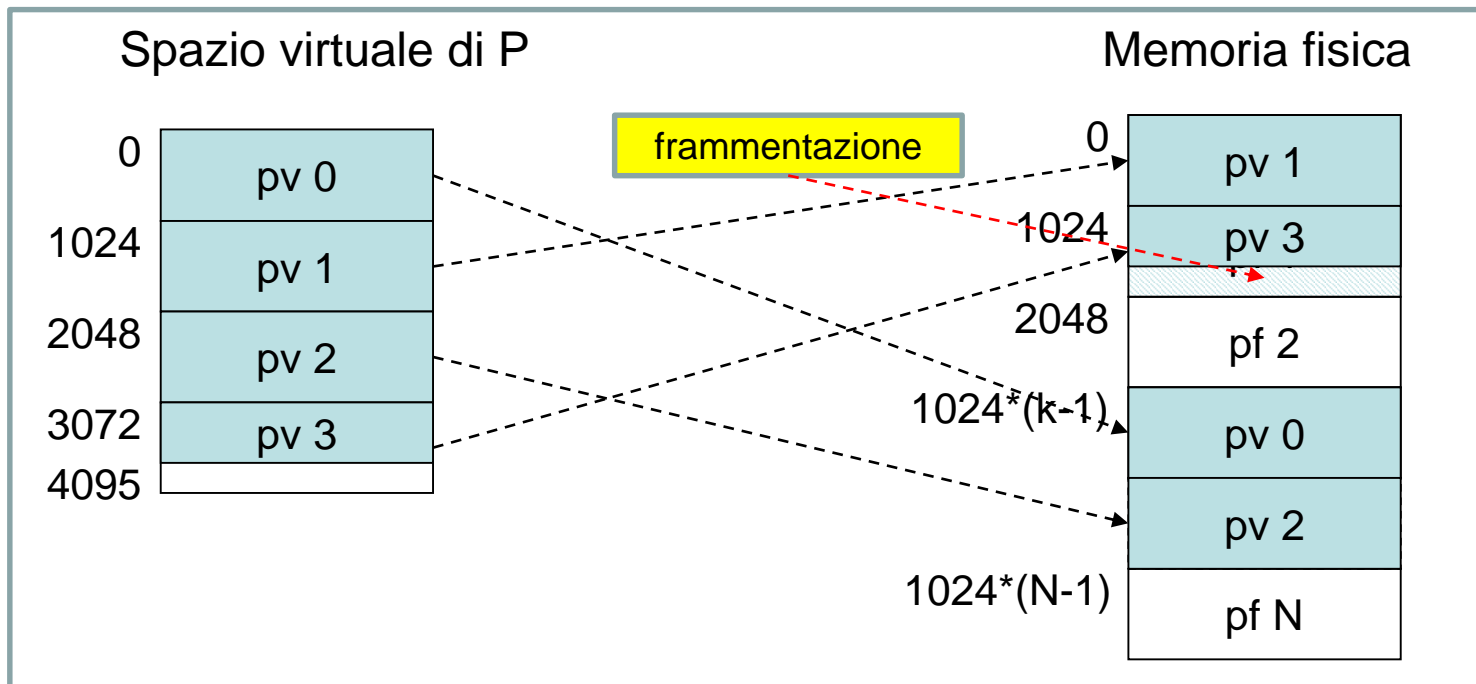 Spazio virtuale di P
0
pv 0
1024
pv 1
2048
pv 2
3072
pv 3
4095
frammentazione
Memoria fisica
0
pv 1
1024
pv 3
2048
pf 2
1024*(k-1)
pv 0
pv 2
1024*(N-1)
pf N